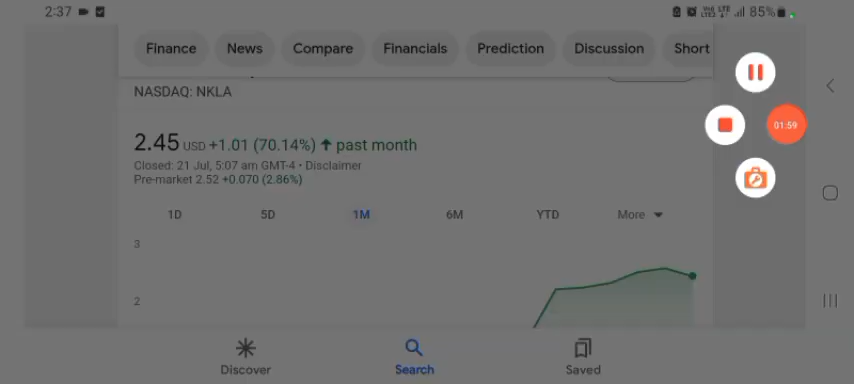 2:37
VoLTE2 LTE 85%
Finance News Compare Financials Prediction Discussion Short
NASDAQ: NKLA
01:59
2.45 USD +1.01 (70.14%) ↑ past month
Closed: 21 Jul, 5:07 am GMT-4 • Disclaimer
Pre-market 2.52 +0.070 (2.86%)
1D 5D 1M 6M YTD More
3
2
Discover Search Saved